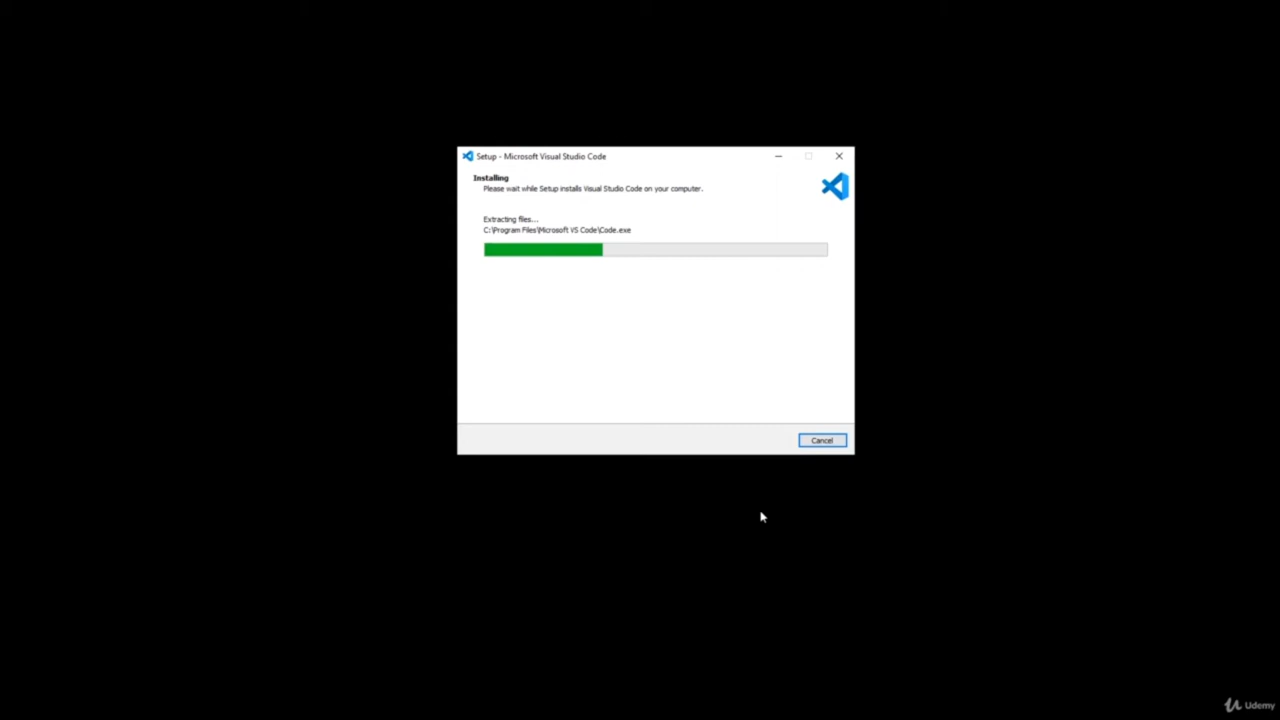 Setup - Microsoft Visual Studio Code
Installing
Please wait while Setup installs Visual Studio Code on your computer.
Extracting files...
C:\Program Files\Microsoft VS Code\Code.exe
Cancel
Udemy